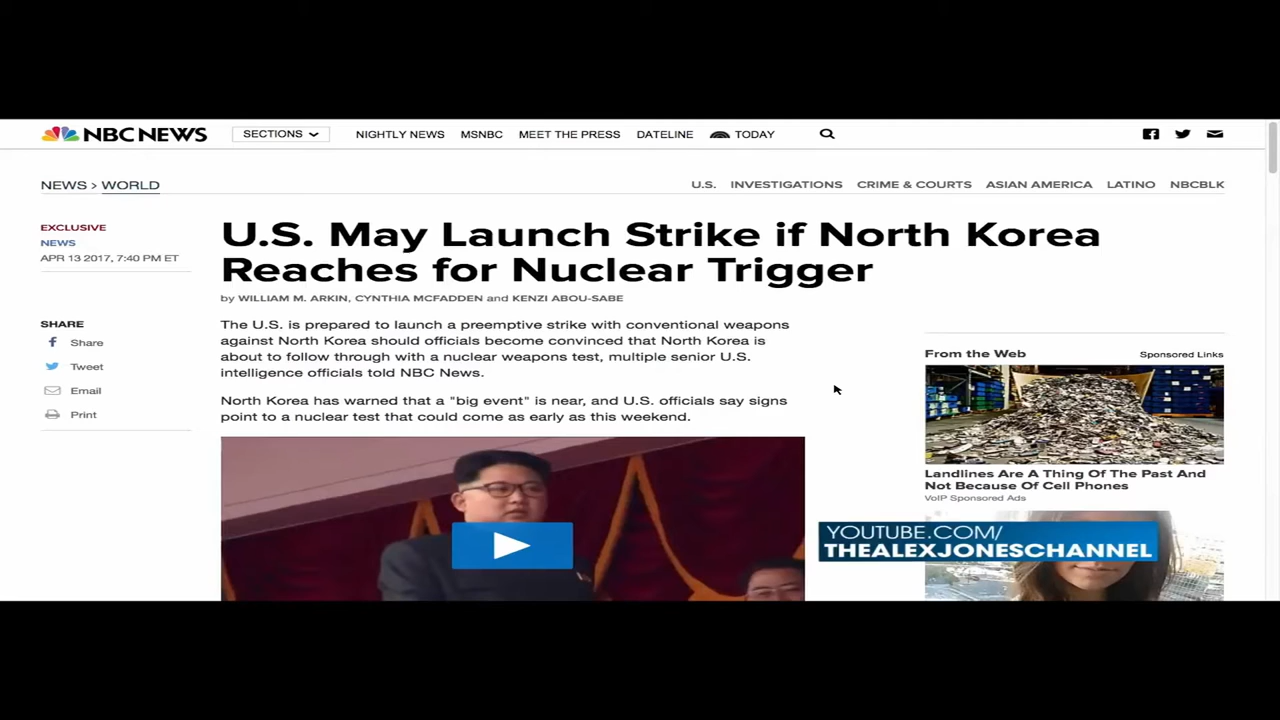 NBC NEWS
SECTIONS
NIGHTLY NEWS
MSNBC
MEET THE PRESS
DATELINE
TODAY
NEWS > WORLD
U.S.
INVESTIGATIONS
CRIME & COURTS
ASIAN AMERICA
LATINO
NBCBLK
EXCLUSIVE
NEWS
APR 13 2017, 7:40 PM ET
SHARE
Share
Tweet
Email
Print
U.S. May Launch Strike if North Korea
Reaches for Nuclear Trigger
by WILLIAM M. ARKIN, CYNTHIA MCFADDEN and KENZI ABOU-SABE
The U.S. is prepared to launch a preemptive strike with conventional weapons
against North Korea should officials become convinced that North Korea is
about to follow through with a nuclear weapons test, multiple senior U.S.
intelligence officials told NBC News.
North Korea has warned that a "big event" is near, and U.S. officials say signs
point to a nuclear test that could come as early as this weekend.
From the Web
Sponsored Links
Landlines Are A Thing Of The Past And
Not Because Of Cell Phones
VoIP Sponsored Ads
YOUTUBE.COM/
THEALEXJONESCHANNEL